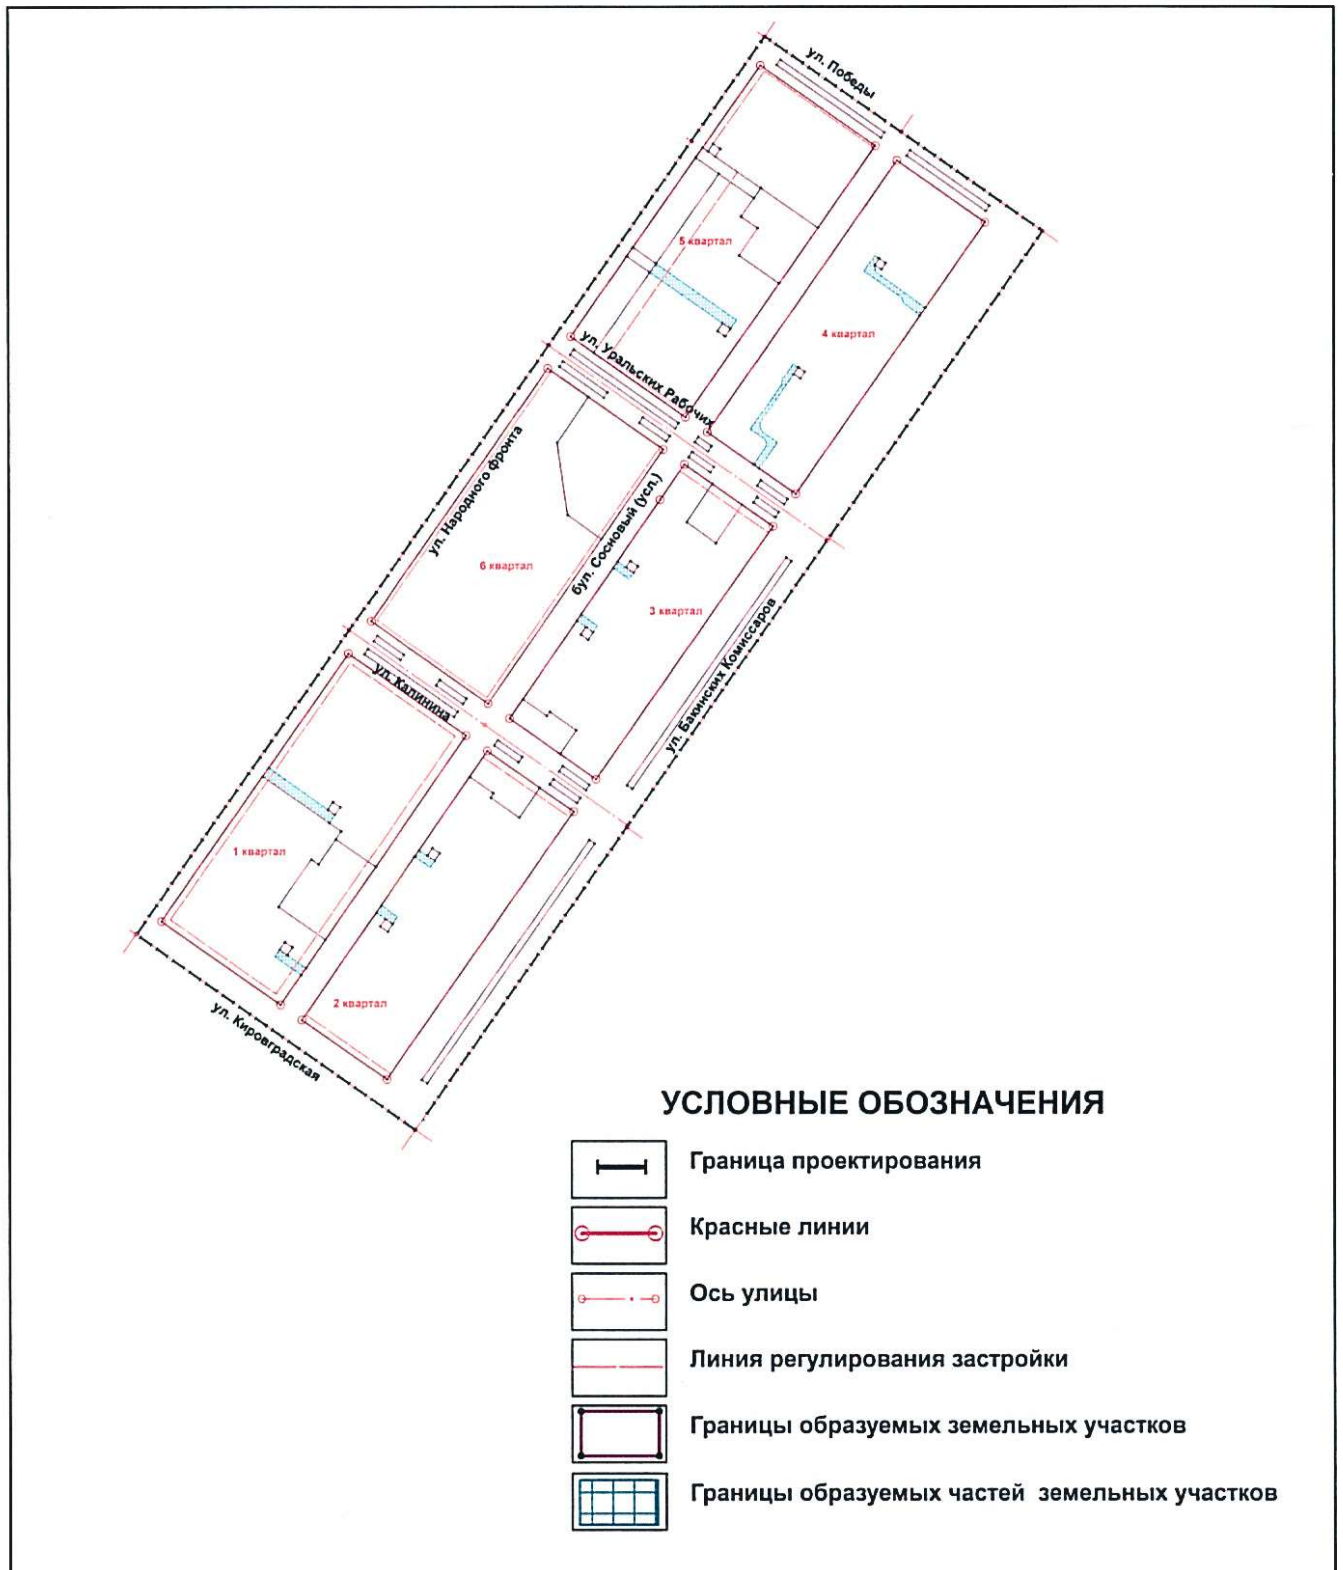 ул. Победы
5 квартал
4 квартал
ул. Уральских Рабочих
ул. Народного фронта
бул. Сосновый (усл.)
6 квартал
3 квартал
ул. Бакинских Комиссаров
ул. Калинина
1 квартал
2 квартал
ул. Кировградская
УСЛОВНЫЕ ОБОЗНАЧЕНИЯ
Граница проектирования
Красные линии
Ось улицы
Линия регулирования застройки
Границы образуемых земельных участков
Границы образуемых частей земельных участков